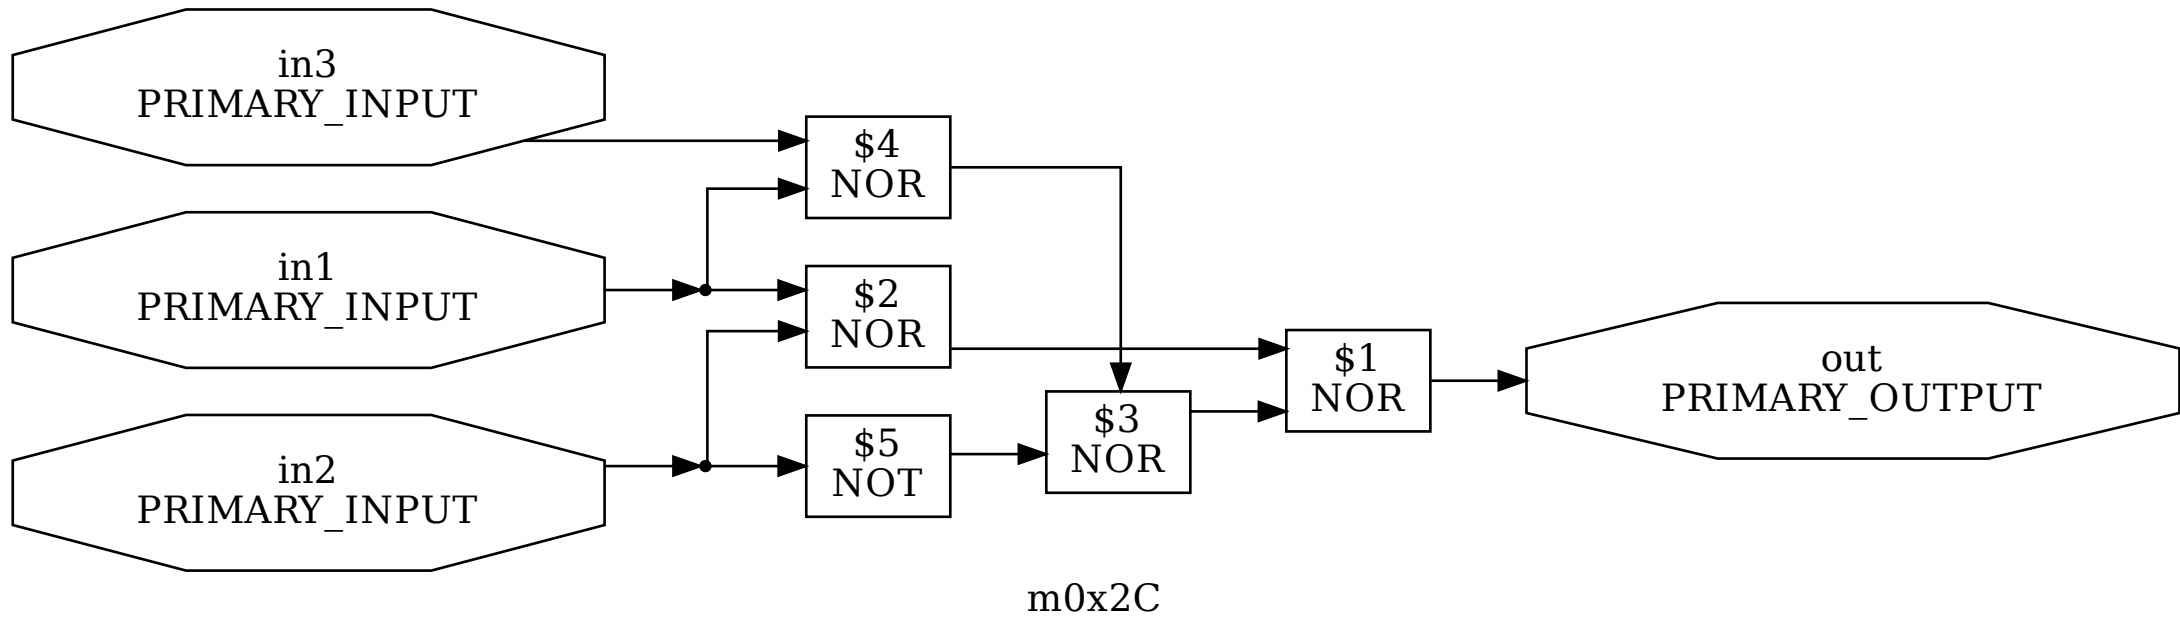 in3
PRIMARY_INPUT
$4
NOR
in1
PRIMARY_INPUT
$2
NOR
in2
PRIMARY_INPUT
$5
NOT
$3
NOR
$1
NOR
out
PRIMARY_OUTPUT
m0x2C